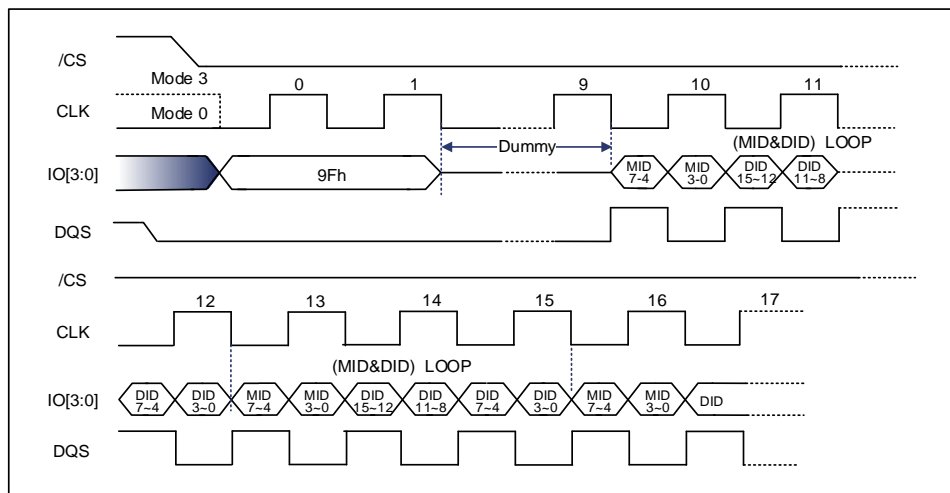 /CS
Mode 3
0 1 9 10 11
CLK
Mode 0
Dummy
(MID&DID) LOOP
IO[3:0]
9Fh
MID 7-4
MID 3-0
DID 15~12
DID 11~8
DQS
/CS
12 13 14 15 16 17
CLK
(MID&DID) LOOP
IO[3:0]
DID 7~4
DID 3~0
MID 7~4
MID 3~0
DID 15~12
DID 11~8
DID 7~4
DID 3~0
MID 7~4
MID 3~0
DID
DQS